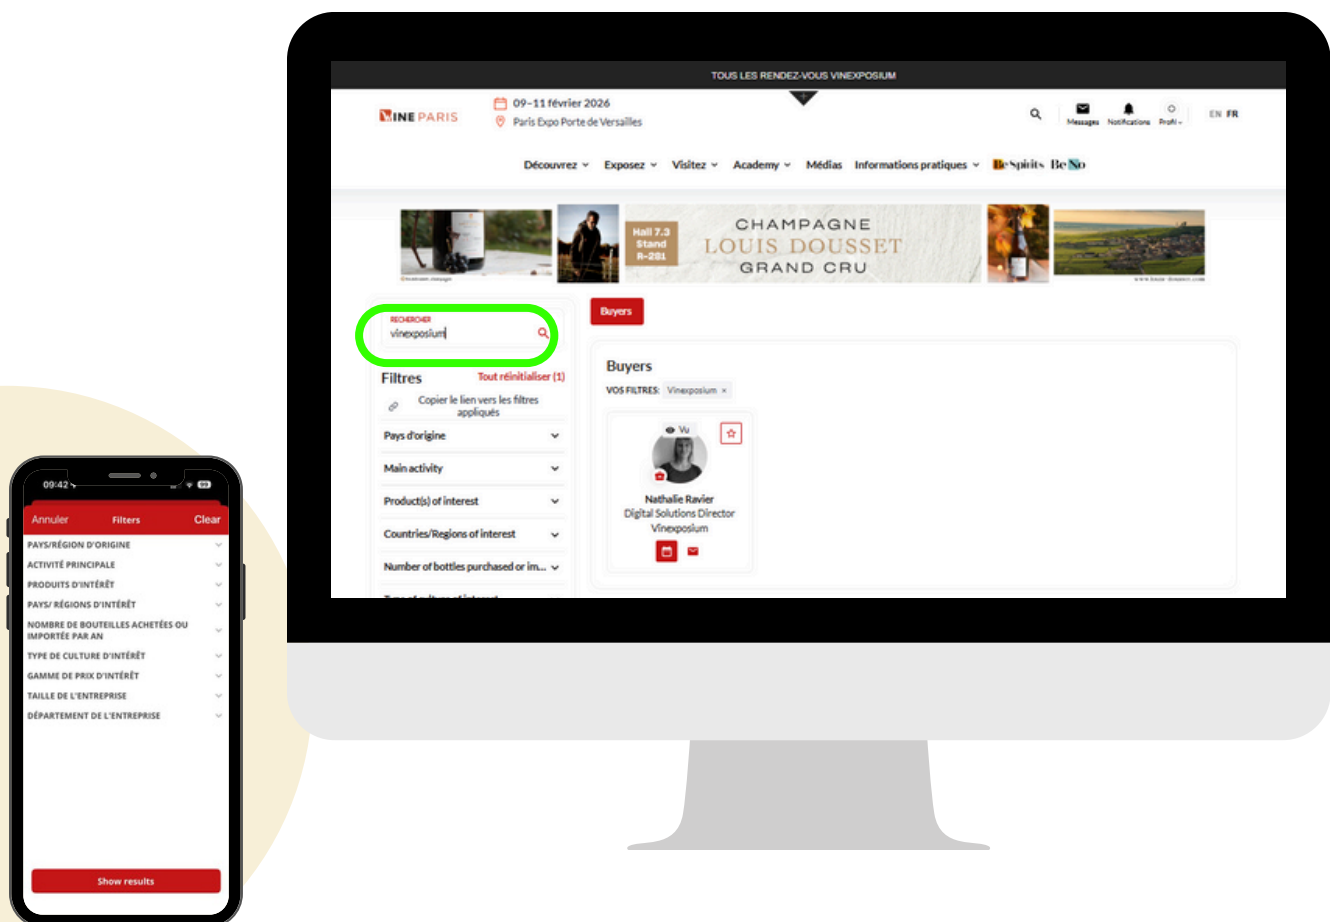 TOUS LES RENDEZ-VOUS VINEXPOSIUM
WINE PARIS
09–11 février 2026
Paris Expo Porte de Versailles
Messages
Notifications
Profil
EN FR
Découvrez
Exposez
Visitez
Academy
Médias
Informations pratiques
Be Spirits
Be No
Hall 7.3
Stand
R-281
CHAMPAGNE
LOUIS DOUSSET
GRAND CRU
RECHERCHER
vinexposium
Filtres
Tout réinitialiser (1)
Copier le lien vers les filtres
appliqués
Pays d'origine
Main activity
Product(s) of interest
Countries/Regions of interest
Number of bottles purchased or im...
Buyers
Buyers
VOS FILTRES: Vinexposium ×
Vu
Nathalie Ravier
Digital Solutions Director
Vinexposium
09:42
99
Annuler
Filters
Clear
PAYS/RÉGION D'ORIGINE
ACTIVITÉ PRINCIPALE
PRODUITS D'INTÉRÊT
PAYS/ RÉGIONS D'INTÉRÊT
NOMBRE DE BOUTEILLES ACHETÉES OU
IMPORTÉE PAR AN
TYPE DE CULTURE D'INTÉRÊT
GAMME DE PRIX D'INTÉRÊT
TAILLE DE L'ENTREPRISE
DÉPARTEMENT DE L'ENTREPRISE
Show results